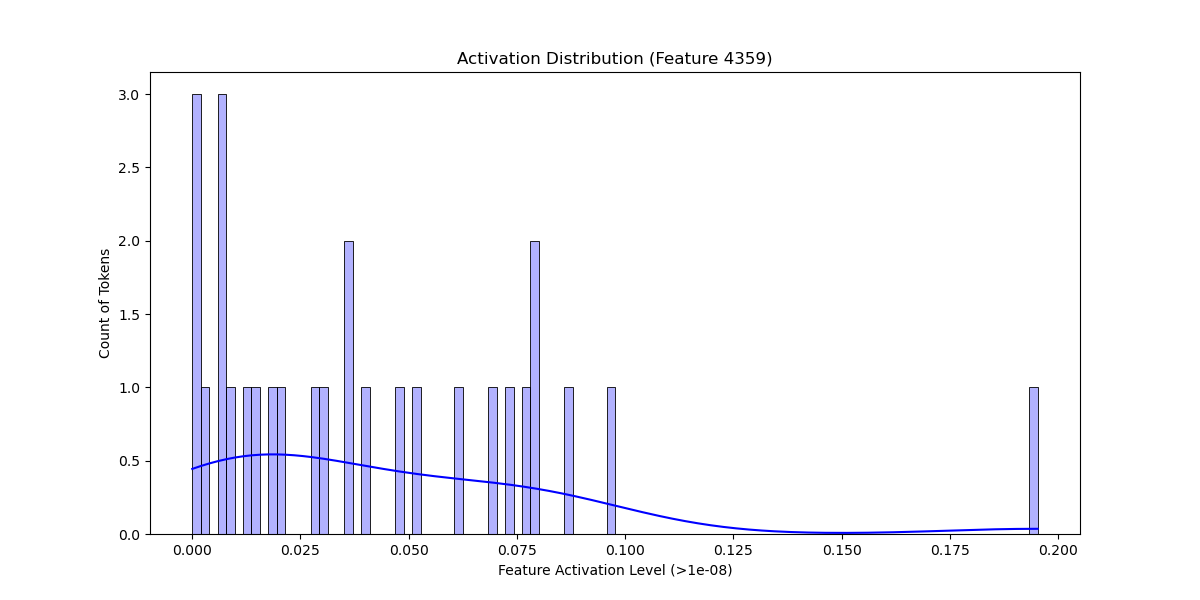 Activation Distribution (Feature 4359)
3.0
2.5
2.0
1.5
1.0
0.5
0.0
Count of Tokens
0.000 0.025 0.050 0.075 0.100 0.125 0.150 0.175 0.200
Feature Activation Level (>1e-08)